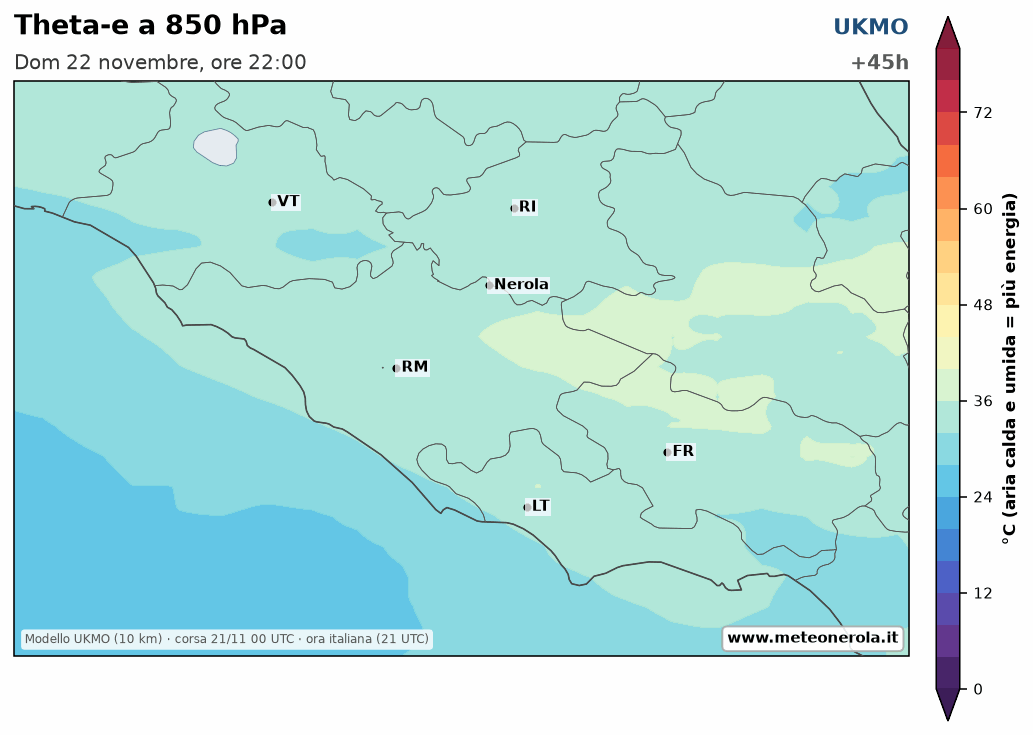 Theta-e a 850 hPa
UKMO
Dom 22 novembre, ore 22:00
+45h
VT
RI
Nerola
RM
FR
LT
72
60
48
36
24
12
0
°C (aria calda e umida = più energia)
Modello UKMO (10 km) · corsa 21/11 00 UTC · ora italiana (21 UTC)
www.meteonerola.it